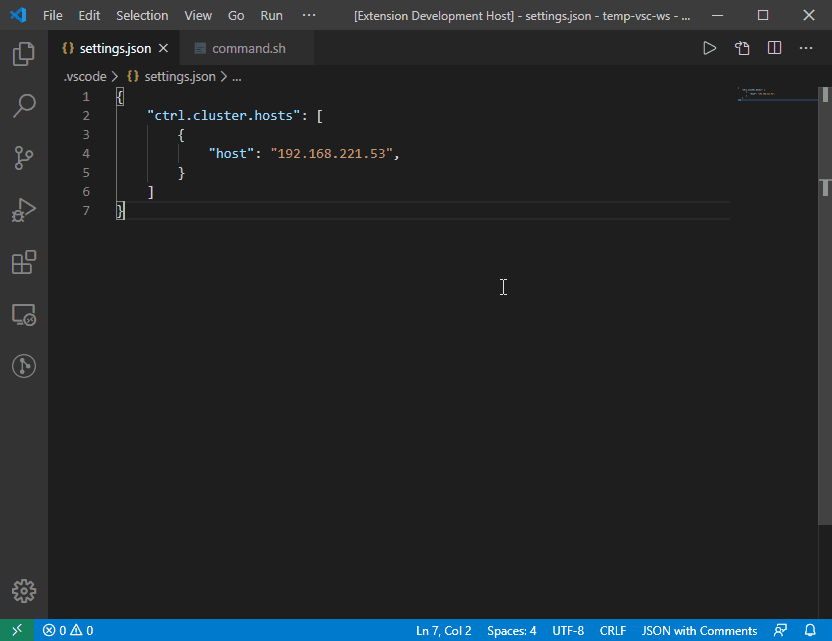 File Edit Selection View Go Run ··· [Extension Development Host] - settings.json - temp-vsc-ws - ...
{} settings.json command.sh
.vscode > {} settings.json > ...
1 {
2 "ctrl.cluster.hosts": [
3 {
4 "host": "192.168.221.53",
5 }
6 ]
7 }
0 0 Ln 7, Col 2 Spaces: 4 UTF-8 CRLF JSON with Comments